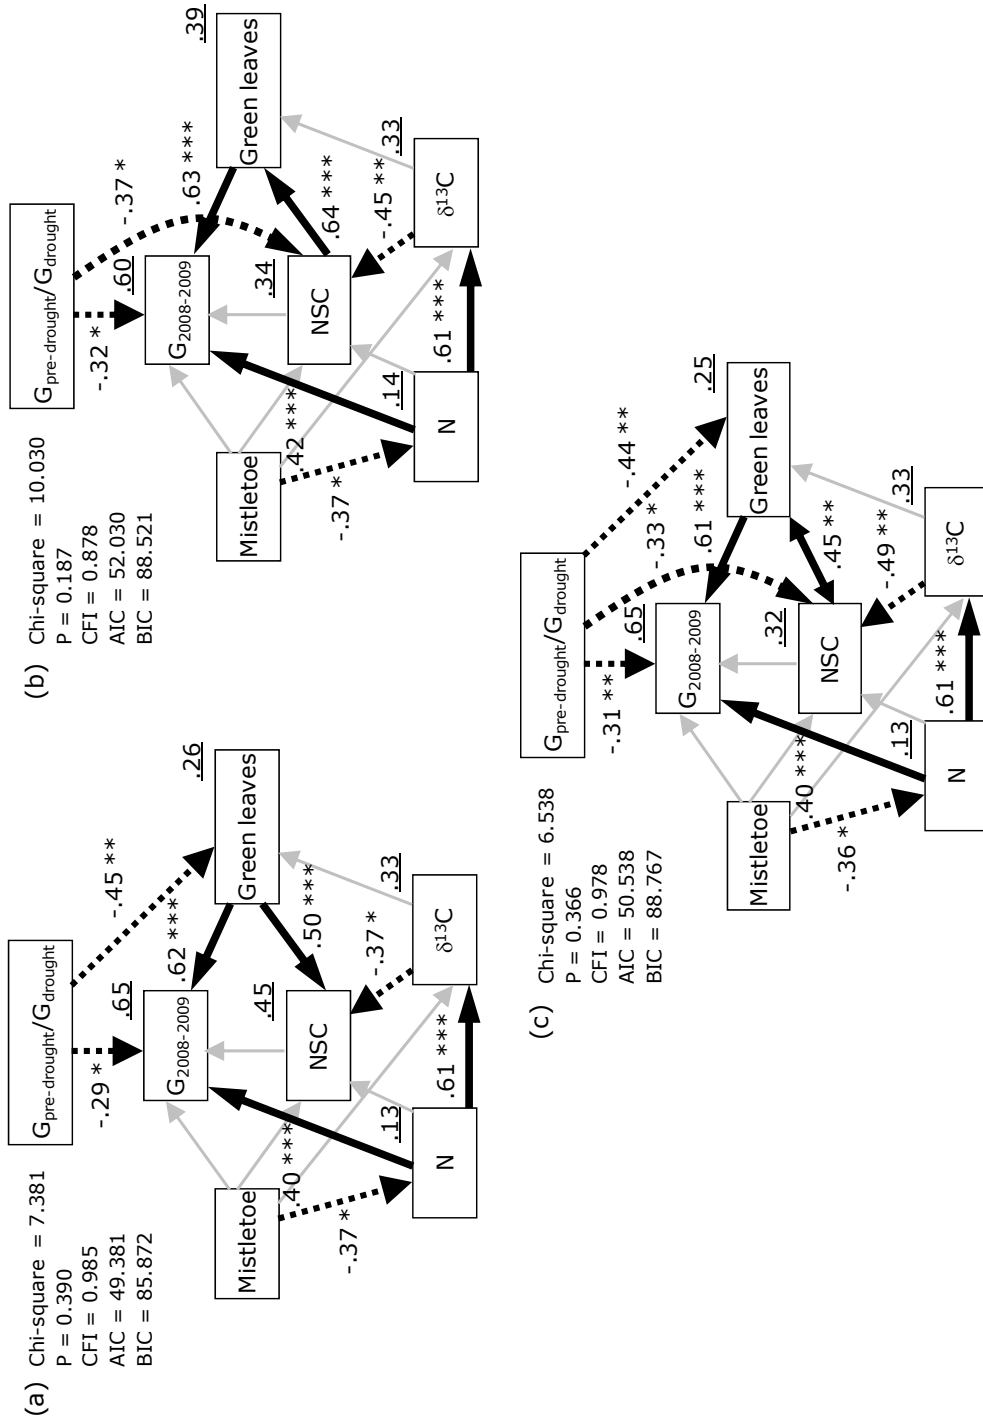 (a)
Chi-square = 7.381
P = 0.390
CFI = 0.985
AIC = 49.381
BIC = 85.872
Gpre-drought/Gdrought
-.29 *
-.45 **
.65
.62 ***
.26
G2008-2009
Green leaves
Mistletoe
.45
NSC
.50 ***
.40 ***
-.37 *
-.37 *
.13
.33
N
.61 ***
δ13C
(b)
Chi-square = 10.030
P = 0.187
CFI = 0.878
AIC = 52.030
BIC = 88.521
Gpre-drought/Gdrought
-.32 *
-.37 *
.60
.63 ***
.39
G2008-2009
Green leaves
Mistletoe
.34
NSC
.64 ***
.42 ***
-.45 **
-.37 *
.14
.33
N
.61 ***
δ13C
(c)
Chi-square = 6.538
P = 0.366
CFI = 0.978
AIC = 50.538
BIC = 88.767
Gpre-drought/Gdrought
-.31 **
-.33 *
-.44 **
.65
.61 ***
.25
G2008-2009
Green leaves
Mistletoe
.32
NSC
.45 **
.40 ***
-.49 **
-.36 *
.13
.33
N
.61 ***
δ13C